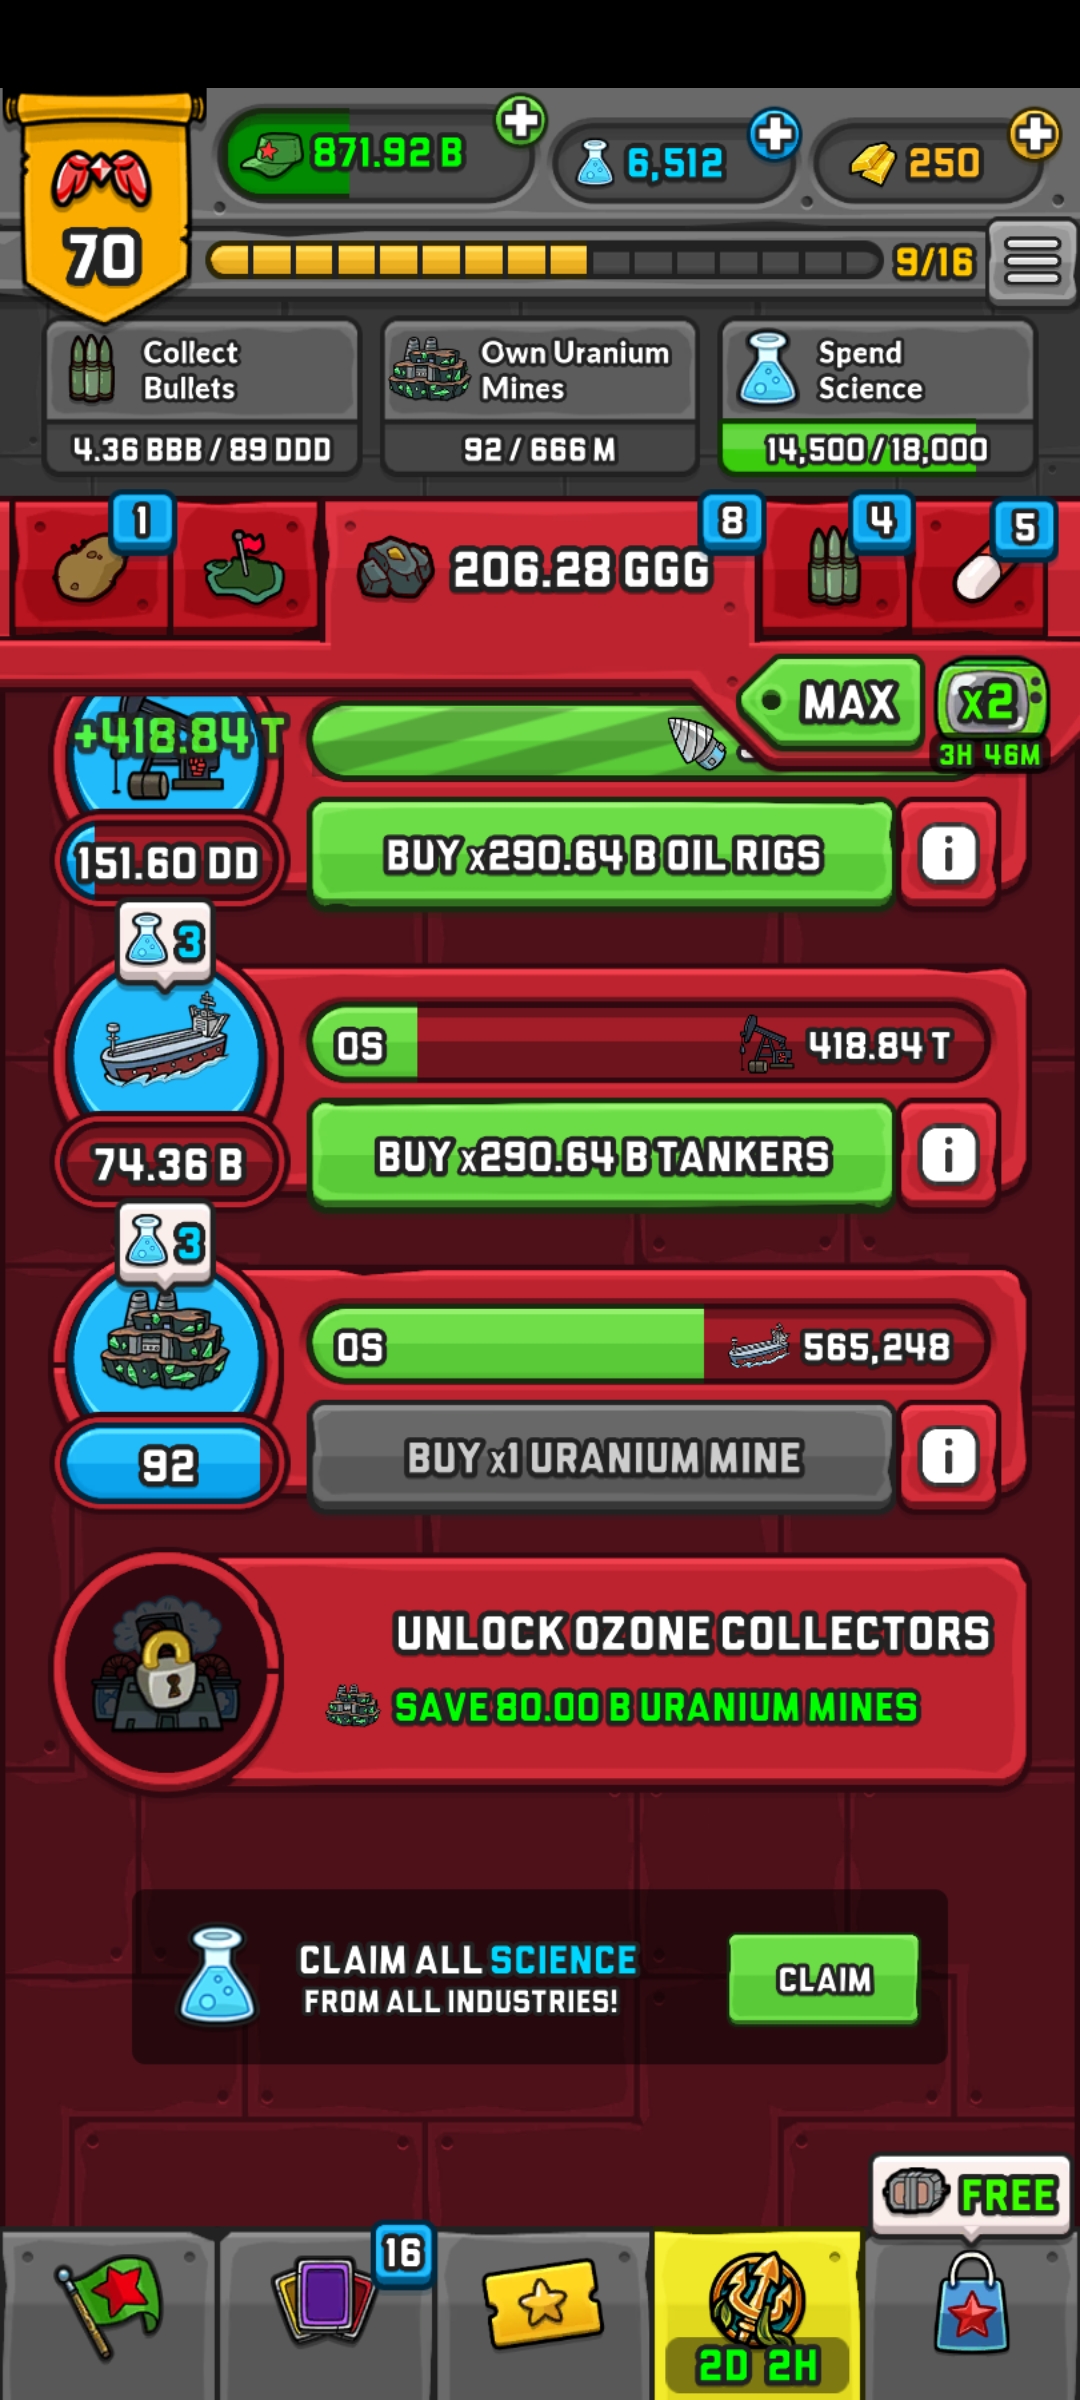 871.92 B
6,512
250
70
9/16
Collect
Bullets
Own Uranium
Mines
Spend
Science
4.36 BBB / 89 DDD
92 / 666 M
14,500/18,000
1
8
4
5
206.28 GGG
MAX
x2
3H 46M
+418.84 T
151.60 DD
BUY x290.64 B OIL RIGS
i
3
0S
418.84 T
74.36 B
BUY x290.64 B TANKERS
i
3
0S
565,248
92
BUY x1 URANIUM MINE
i
UNLOCK OZONE COLLECTORS
SAVE 80.00 B URANIUM MINES
CLAIM ALL SCIENCE
FROM ALL INDUSTRIES!
CLAIM
FREE
16
2D 2H